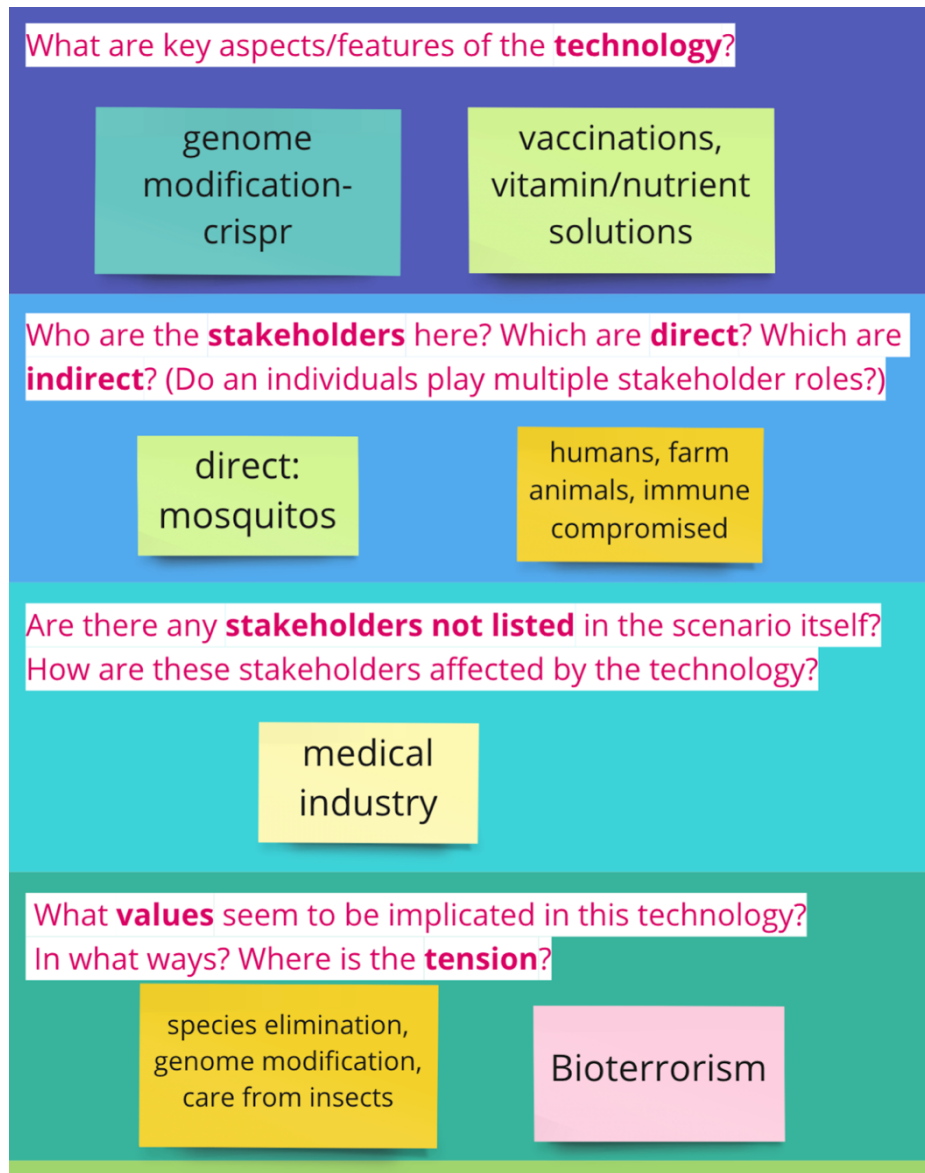 What are key aspects/features of the technology?
genome
modification-
crispr
vaccinations,
vitamin/nutrient
solutions
Who are the stakeholders here? Which are direct? Which are
indirect? (Do an individuals play multiple stakeholder roles?)
direct:
mosquitos
humans, farm
animals, immune
compromised
Are there any stakeholders not listed in the scenario itself?
How are these stakeholders affected by the technology?
medical
industry
What values seem to be implicated in this technology?
In what ways? Where is the tension?
species elimination,
genome modification,
care from insects
Bioterrorism